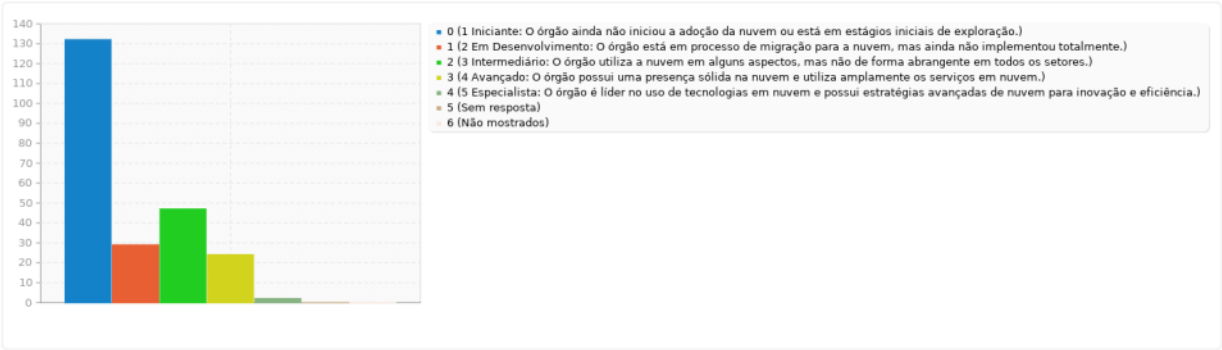 140
130
120
110
100
90
80
70
60
50
40
30
20
10
0
0 (1 Iniciante: O órgão ainda não iniciou a adoção da nuvem ou está em estágios iniciais de exploração.)
1 (2 Em Desenvolvimento: O órgão está em processo de migração para a nuvem, mas ainda não implementou totalmente.)
2 (3 Intermediário: O órgão utiliza a nuvem em alguns aspectos, mas não de forma abrangente em todos os setores.)
3 (4 Avançado: O órgão possui uma presença sólida na nuvem e utiliza amplamente os serviços em nuvem.)
4 (5 Especialista: O órgão é líder no uso de tecnologias em nuvem e possui estratégias avançadas de nuvem para inovação e eficiência.)
5 (Sem resposta)
6 (Não mostrados)